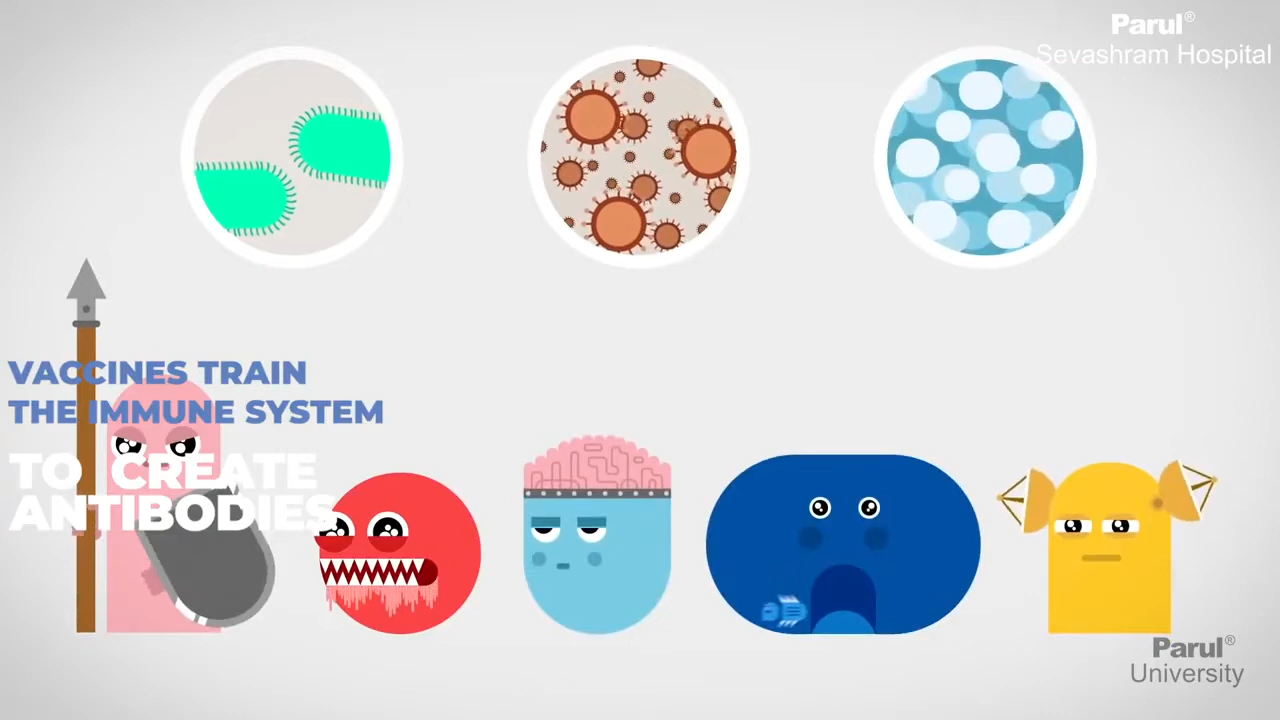 Parul®
Sevashram Hospital
VACCINES TRAIN
THE IMMUNE SYSTEM
TO CREATE
ANTIBODIES
Parul®
University